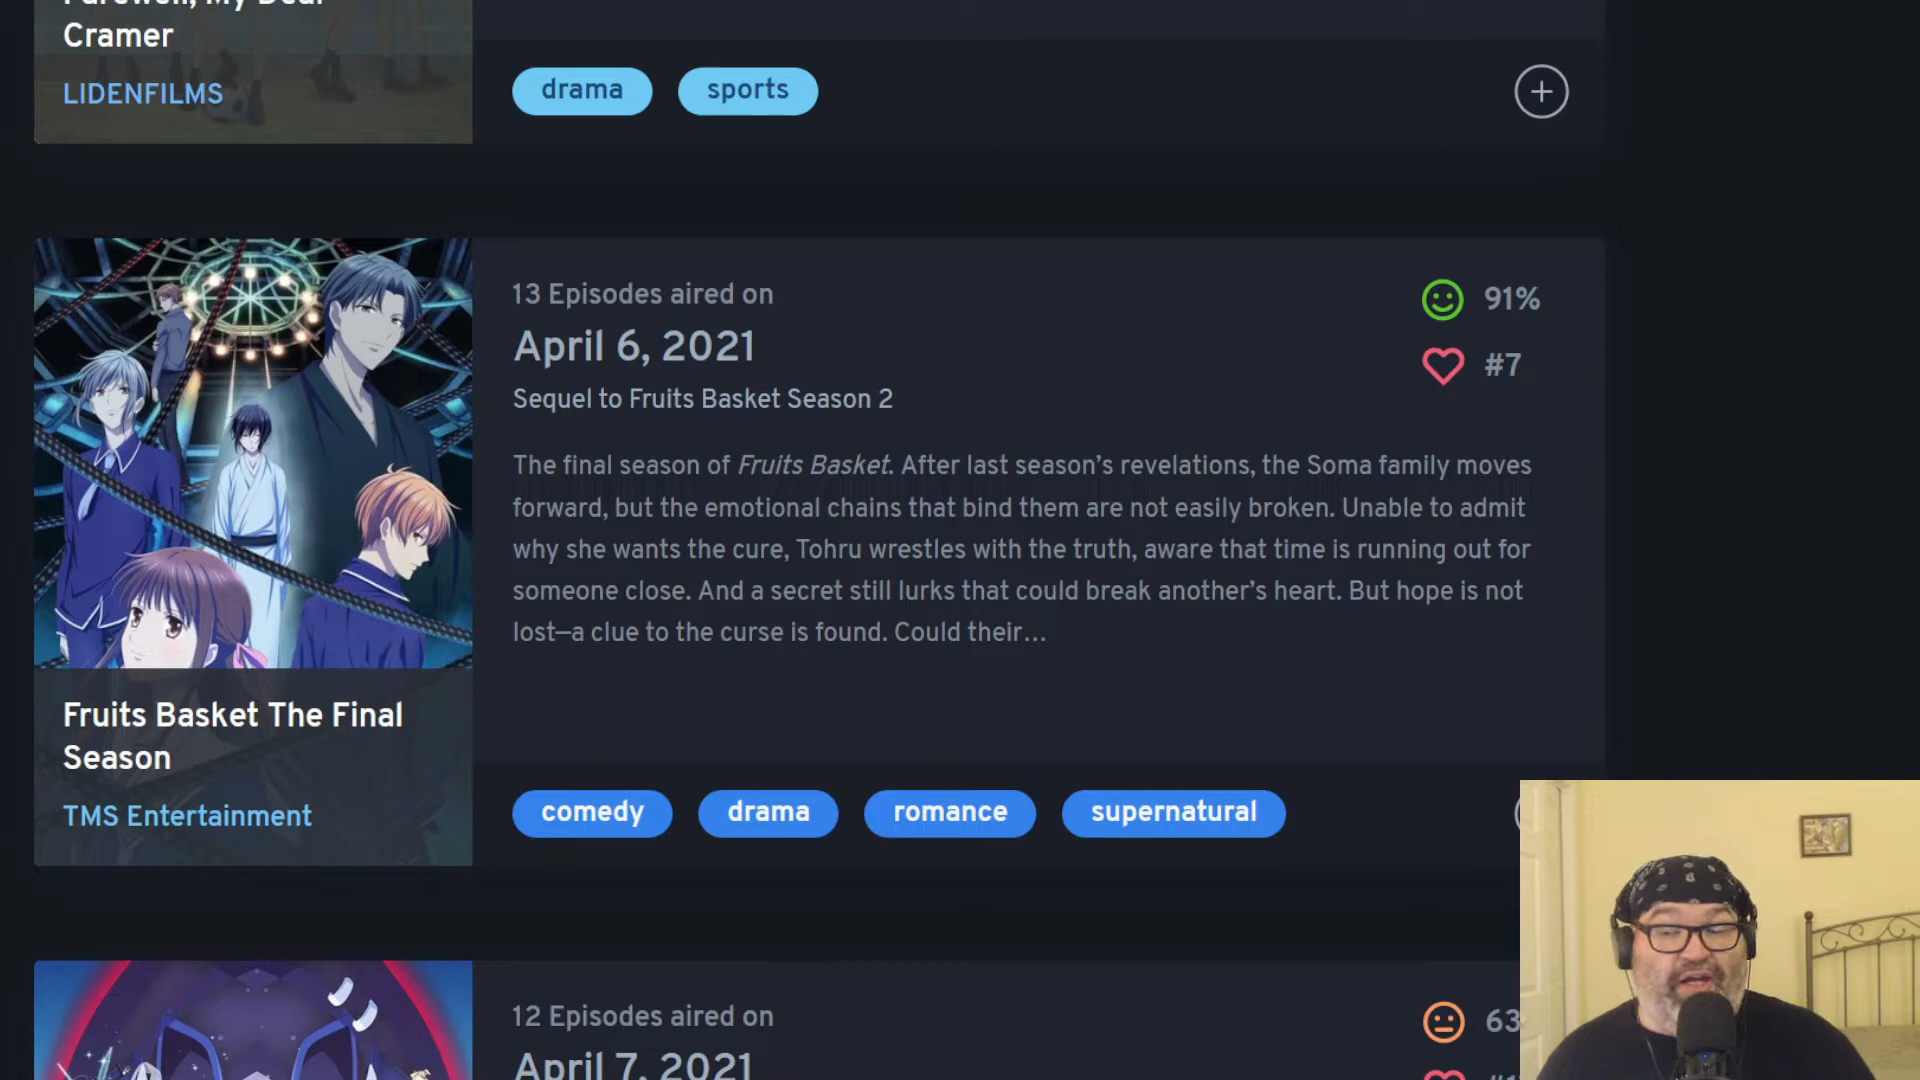 Farewell, My Dear
Cramer
LIDENFILMS
drama
sports
13 Episodes aired on
April 6, 2021
Sequel to Fruits Basket Season 2
91%
#7
The final season of Fruits Basket. After last season’s revelations, the Soma family moves
forward, but the emotional chains that bind them are not easily broken. Unable to admit
why she wants the cure, Tohru wrestles with the truth, aware that time is running out for
someone close. And a secret still lurks that could break another’s heart. But hope is not
lost—a clue to the curse is found. Could their…
Fruits Basket The Final
Season
TMS Entertainment
comedy
drama
romance
supernatural
12 Episodes aired on
April 7, 2021
63